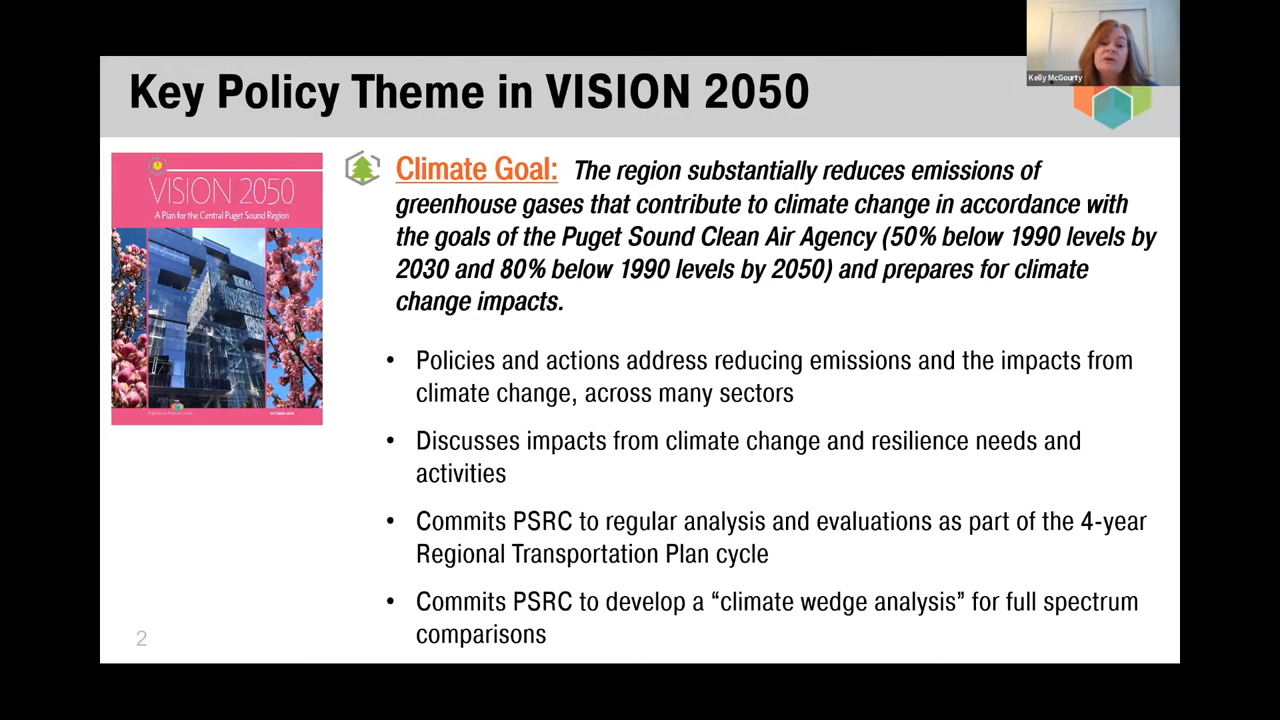 Key Policy Theme in VISION 2050
Kelly McGourty
VISION 2050
A Plan for the Central Puget Sound Region
OCTOBER 2020
Climate Goal: The region substantially reduces emissions of
greenhouse gases that contribute to climate change in accordance with
the goals of the Puget Sound Clean Air Agency (50% below 1990 levels by
2030 and 80% below 1990 levels by 2050) and prepares for climate
change impacts.
• Policies and actions address reducing emissions and the impacts from
climate change, across many sectors
• Discusses impacts from climate change and resilience needs and
activities
• Commits PSRC to regular analysis and evaluations as part of the 4-year
Regional Transportation Plan cycle
• Commits PSRC to develop a “climate wedge analysis” for full spectrum
comparisons
2